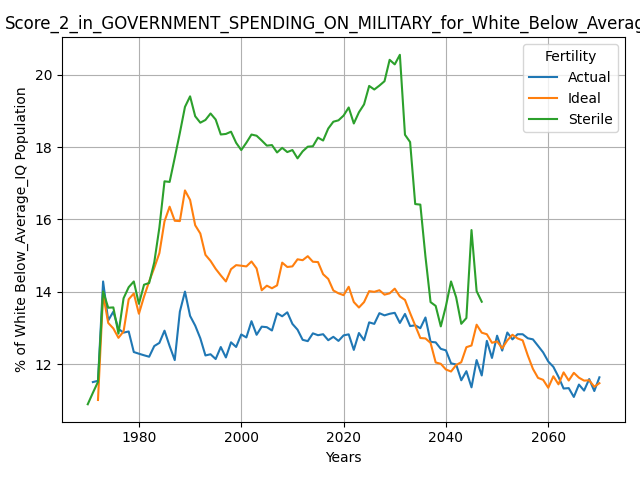 Score_2_in_GOVERNMENT_SPENDING_ON_MILITARY_for_White_Below_Averag
% of White Below_Average_IQ Population
20
18
16
14
12
Fertility
Actual
Ideal
Sterile
1980
2000
2020
2040
2060
Years